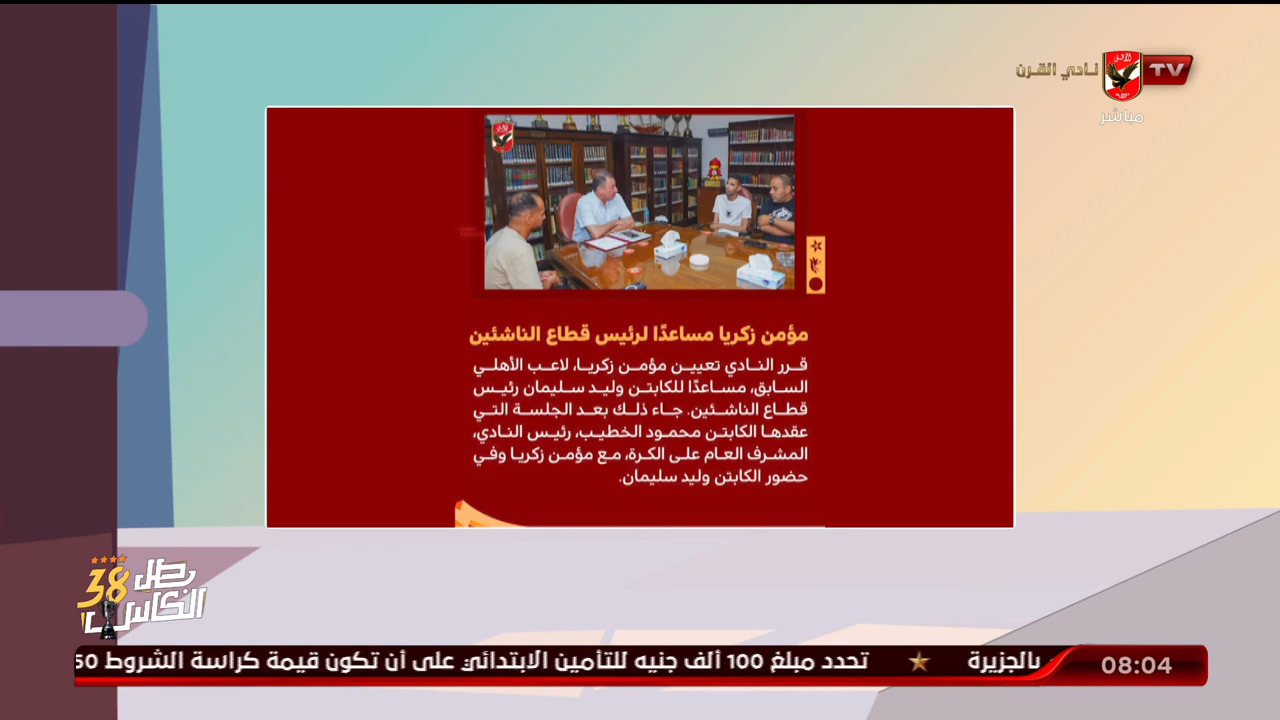 نادي القرن
TV
مباشر
مؤمن زكريا مساعدًا لرئيس قطاع الناشئين
قرر النادي تعيين مؤمن زكريا، لاعب الأهلي
السابق، مساعدًا للكابتن وليد سليمان رئيس
قطاع الناشئين. جاء ذلك بعد الجلسة التي
عقدها الكابتن محمود الخطيب، رئيس النادي،
المشرف العام على الكرة، مع مؤمن زكريا وفي
حضور الكابتن وليد سليمان.
بطل
الكاس
38
بالجزيرة ★ تحدد مبلغ 100 ألف جنيه للتأمين الابتدائي على أن تكون قيمة كراسة الشروط 50
08:04